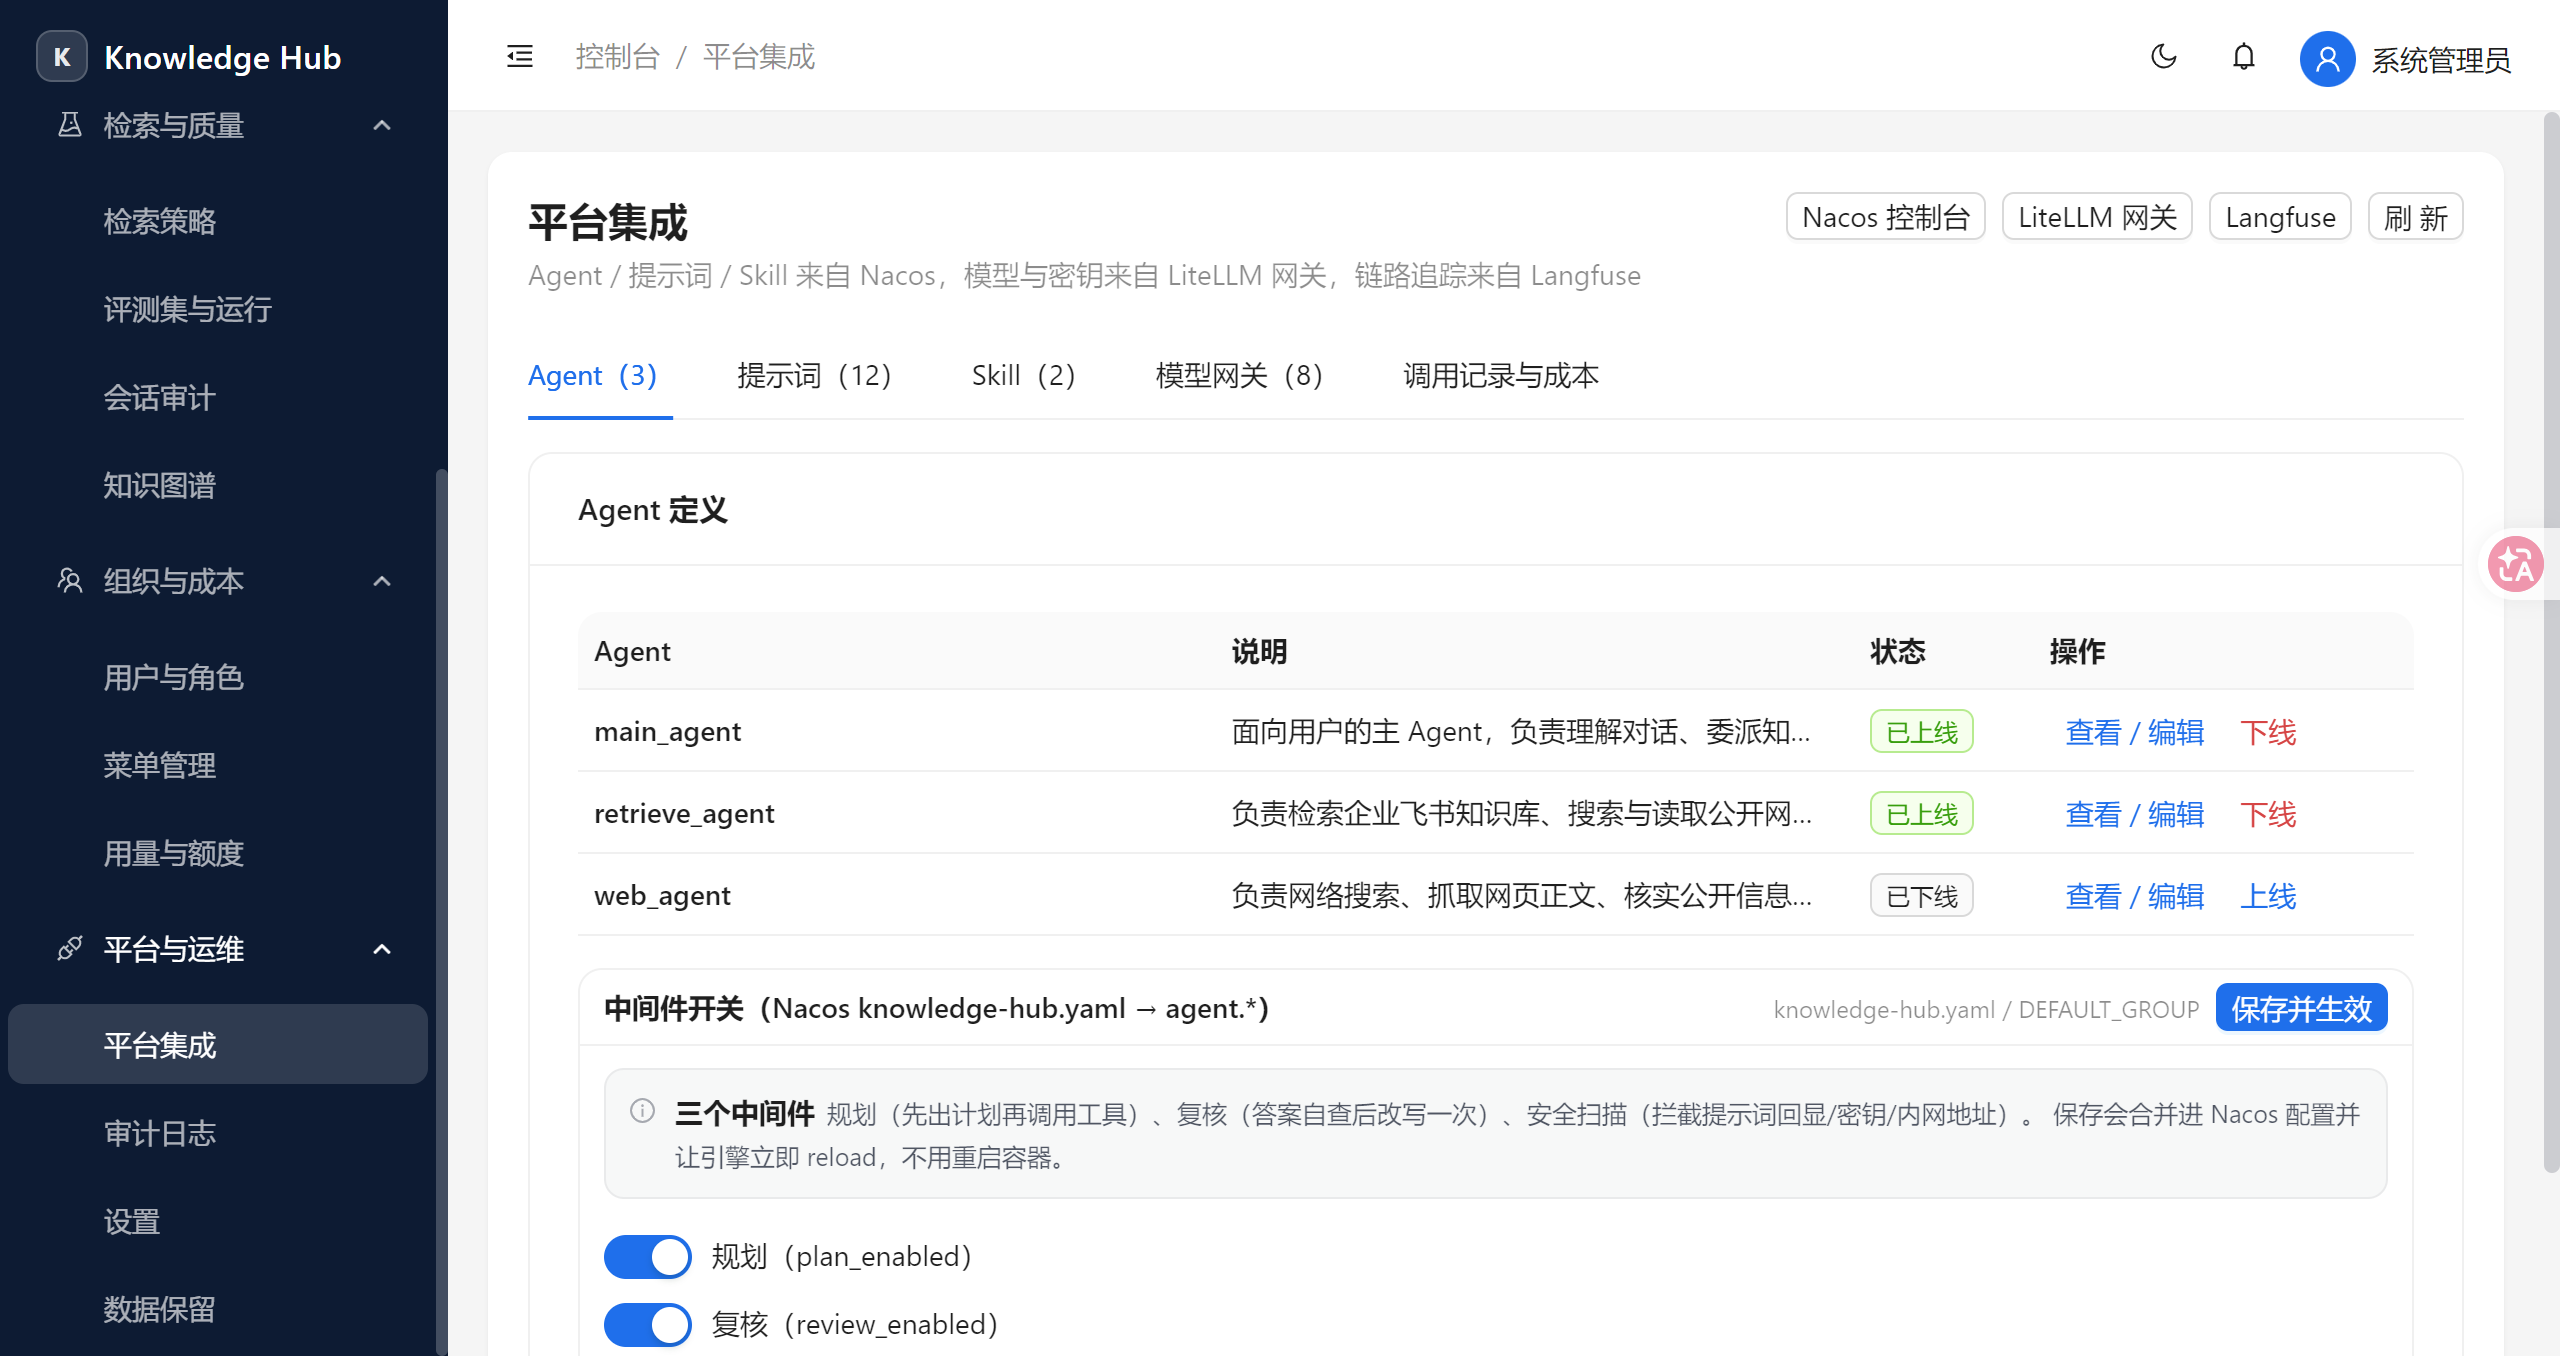 K Knowledge Hub
检索与质量
检索策略
评测集与运行
会话审计
知识图谱
组织与成本
用户与角色
菜单管理
用量与额度
平台与运维
平台集成
审计日志
设置
数据保留
控制台 / 平台集成
系统管理员
平台集成
Nacos 控制台
LiteLLM 网关
Langfuse
刷 新
Agent / 提示词 / Skill 来自 Nacos，模型与密钥来自 LiteLLM 网关，链路追踪来自 Langfuse
Agent（3）
提示词（12）
Skill（2）
模型网关（8）
调用记录与成本
Agent 定义
Agent 说明 状态 操作
main_agent 面向用户的主 Agent，负责理解对话、委派知... 已上线 查看 / 编辑 下线
retrieve_agent 负责检索企业飞书知识库、搜索与读取公开网... 已上线 查看 / 编辑 下线
web_agent 负责网络搜索、抓取网页正文、核实公开信息... 已下线 查看 / 编辑 上线
中间件开关（Nacos knowledge-hub.yaml → agent.*）
knowledge-hub.yaml / DEFAULT_GROUP 保存并生效
三个中间件 规划（先出计划再调用工具）、复核（答案自查后改写一次）、安全扫描（拦截提示词回显/密钥/内网地址）。 保存会合并进 Nacos 配置并
让引擎立即 reload，不用重启容器。
规划（plan_enabled）
复核（review_enabled）